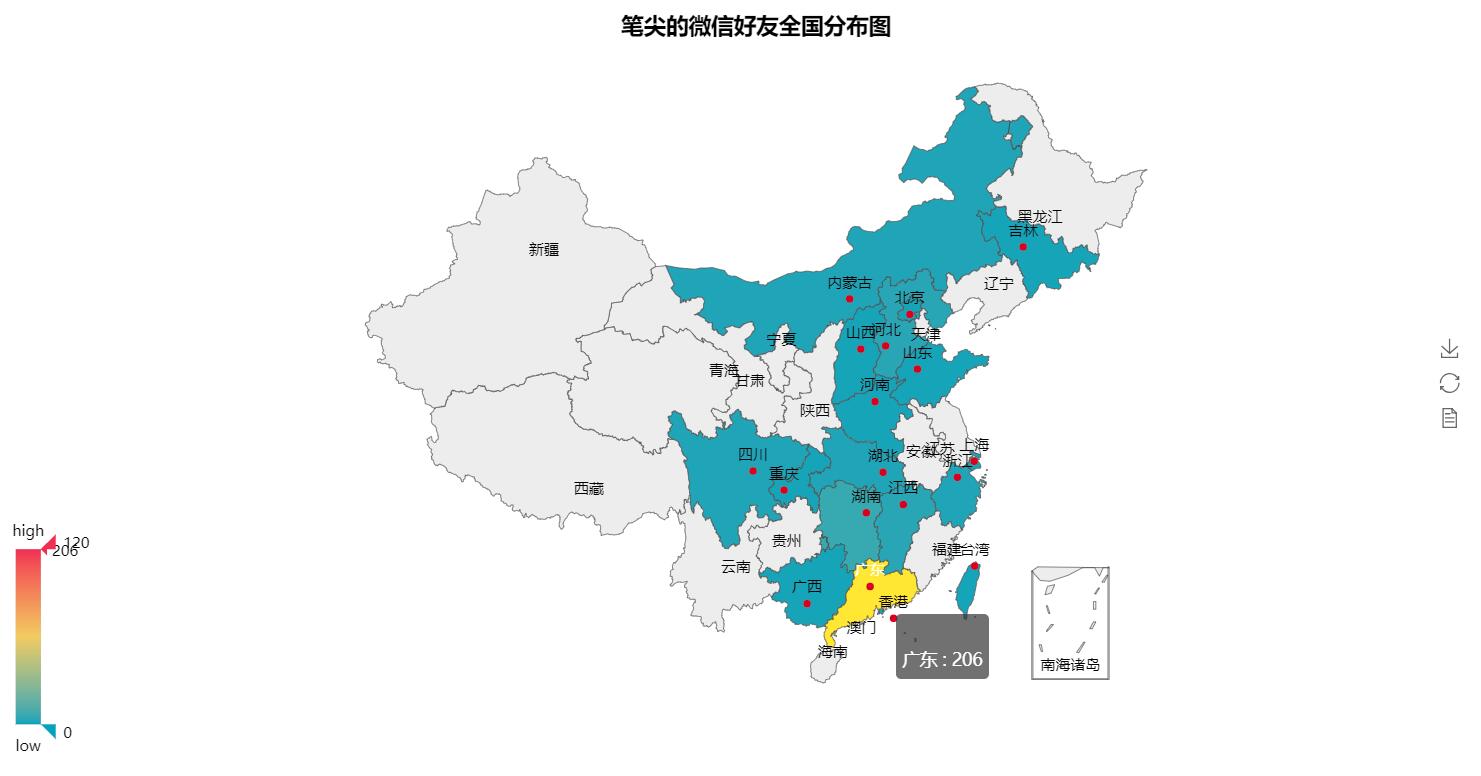 笔尖的微信好友全国分布图
黑龙江
吉林
新疆
内蒙古
辽宁
北京
宁夏
山西
河北
天津
山东
青海
甘肃
河南
陕西
四川
湖北
安徽
江苏
上海
浙江
重庆
西藏
湖南
江西
贵州
福建
台湾
云南
广东
广西
香港
澳门
海南
广东 : 206
南海诸岛
high
120
206
0
low